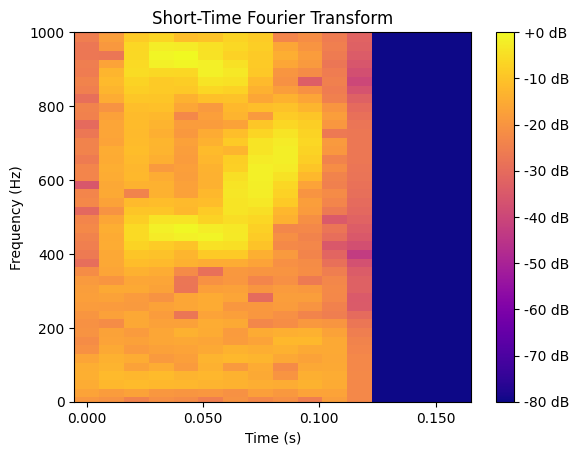 Short-Time Fourier Transform
1000
800
600
400
200
0
Frequency (Hz)
0.000
0.050
0.100
0.150
Time (s)
+0 dB
-10 dB
-20 dB
-30 dB
-40 dB
-50 dB
-60 dB
-70 dB
-80 dB